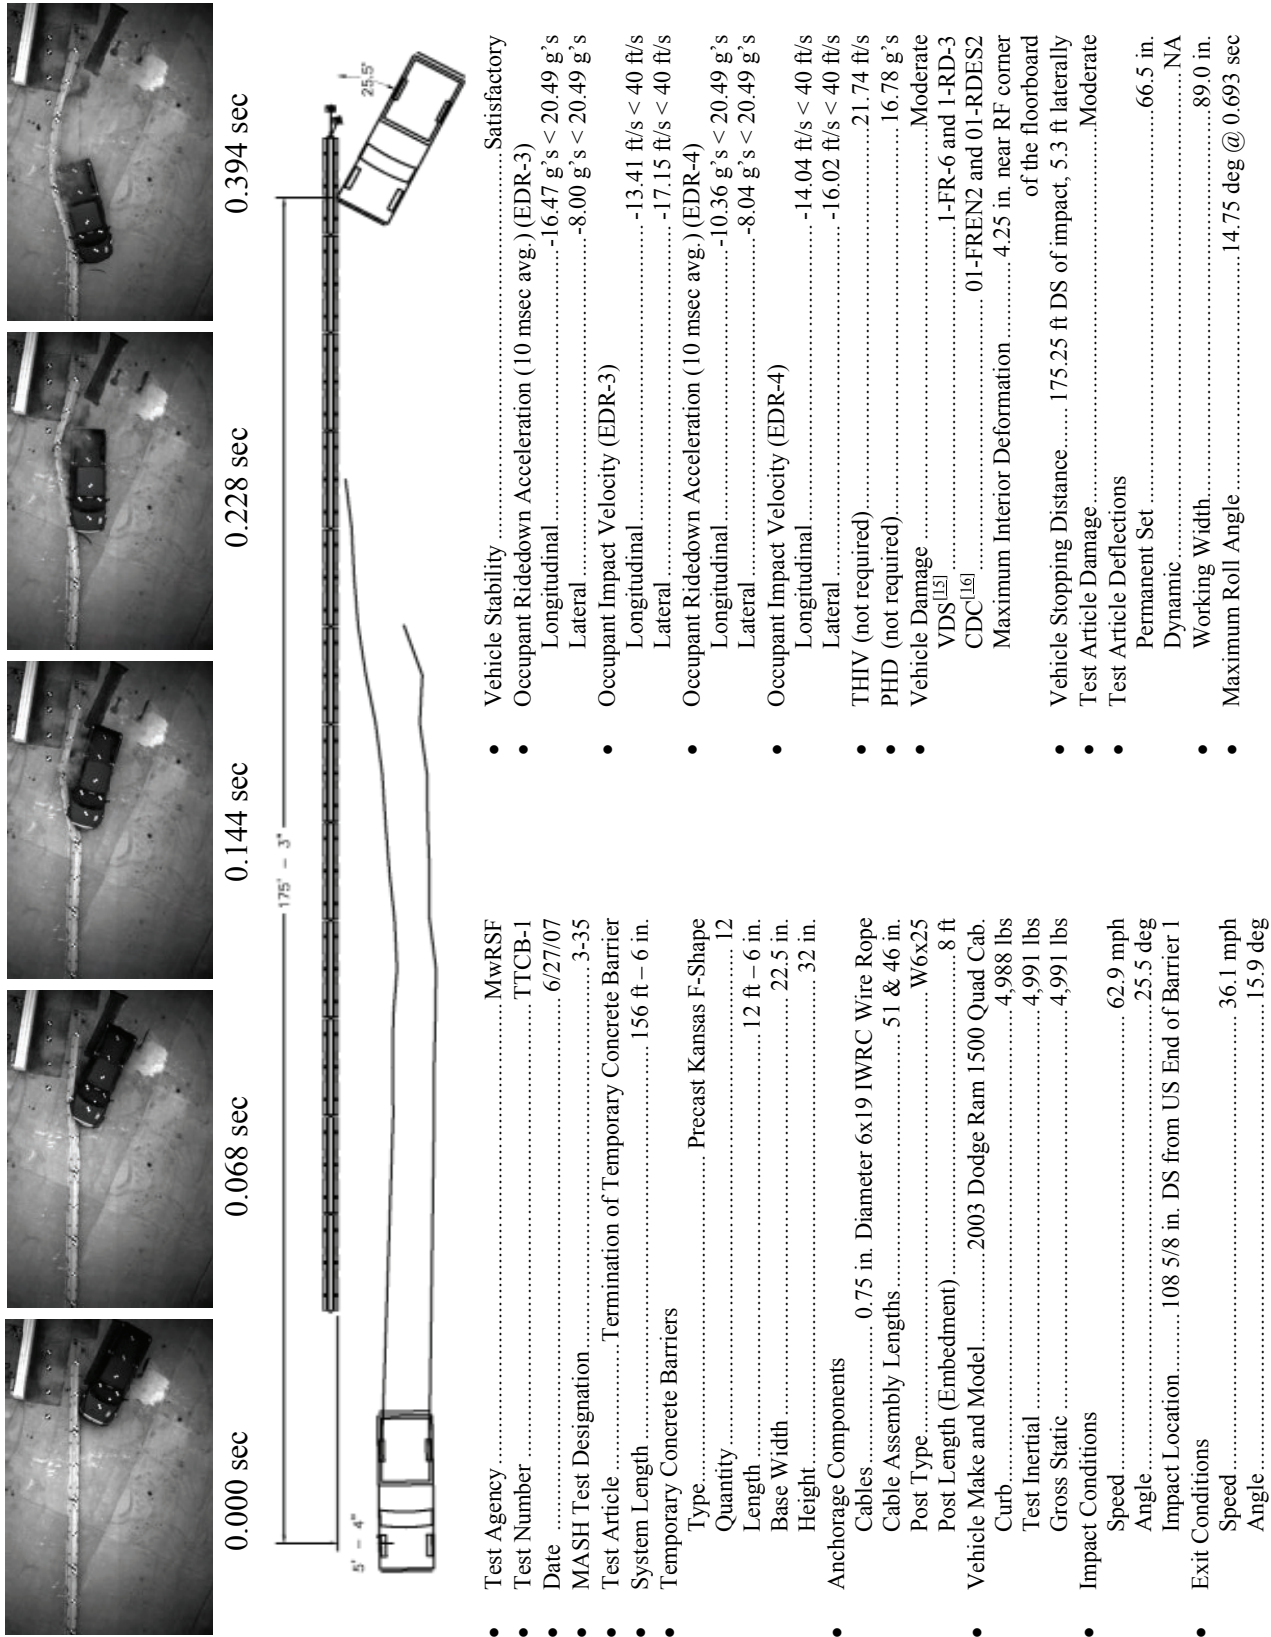 0.000 sec
0.068 sec
0.144 sec
0.228 sec
0.394 sec
175' – 3"
5' – 4"
25.5°
• Test Agency MwRSF
• Test Number TTCB-1
• Date 6/27/07
• MASH Test Designation 3-35
• Test Article Termination of Temporary Concrete Barrier
• System Length 156 ft – 6 in.
• Temporary Concrete Barriers
Type Precast Kansas F-Shape
Quantity 12
Length 12 ft – 6 in.
Base Width 22.5 in.
Height 32 in.
• Anchorage Components
Cables 0.75 in. Diameter 6x19 IWRC Wire Rope
Cable Assembly Lengths 51 & 46 in.
Post Type W6x25
Post Length (Embedment) 8 ft
• Vehicle Make and Model 2003 Dodge Ram 1500 Quad Cab.
Curb 4,988 lbs
Test Inertial 4,991 lbs
Gross Static 4,991 lbs
• Impact Conditions
Speed 62.9 mph
Angle 25.5 deg
Impact Location 108 5/8 in. DS from US End of Barrier 1
• Exit Conditions
Speed 36.1 mph
Angle 15.9 deg
• Vehicle Stability Satisfactory
• Occupant Ridedown Acceleration (10 msec avg.) (EDR-3)
Longitudinal -16.47 g's < 20.49 g's
Lateral -8.00 g's < 20.49 g's
• Occupant Impact Velocity (EDR-3)
Longitudinal -13.41 ft/s < 40 ft/s
Lateral -17.15 ft/s < 40 ft/s
• Occupant Ridedown Acceleration (10 msec avg.) (EDR-4)
Longitudinal -10.36 g's < 20.49 g's
Lateral -8.04 g's < 20.49 g's
• Occupant Impact Velocity (EDR-4)
Longitudinal -14.04 ft/s < 40 ft/s
Lateral -16.02 ft/s < 40 ft/s
• THIV (not required) 21.74 ft/s
• PHD (not required) 16.78 g's
• Vehicle Damage Moderate
VDS[15] 1-FR-6 and 1-RD-3
CDC[16] 01-FREN2 and 01-RDES2
Maximum Interior Deformation 4.25 in. near RF corner
of the floorboard
• Vehicle Stopping Distance 175.25 ft DS of impact, 5.3 ft laterally
• Test Article Damage Moderate
• Test Article Deflections
Permanent Set 66.5 in.
Dynamic NA
• Working Width 89.0 in.
• Maximum Roll Angle 14.75 deg @ 0.693 sec